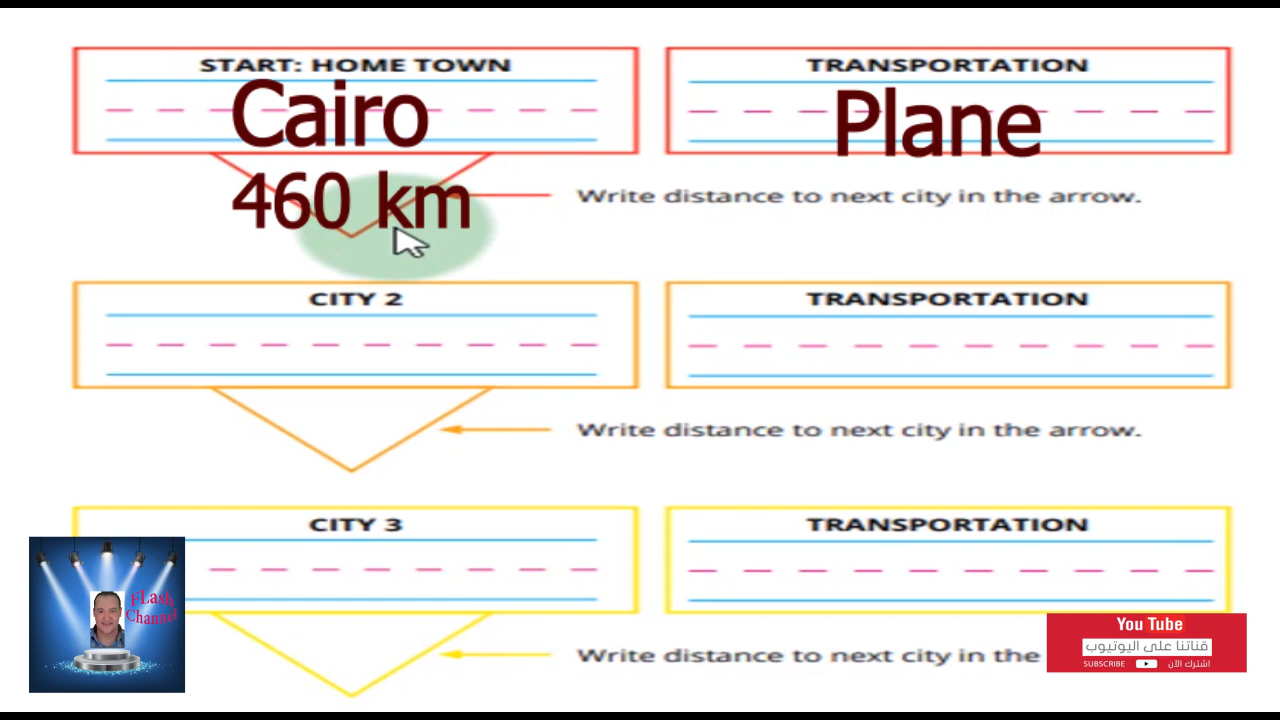 START: HOME TOWN
Cairo
TRANSPORTATION
Plane
460 km
Write distance to next city in the arrow.
CITY 2
TRANSPORTATION
Write distance to next city in the arrow.
CITY 3
TRANSPORTATION
Write distance to next city in the
FLash
Channel
You Tube
قناتنا على اليوتيوب
SUBSCRIBE اشترك الآن